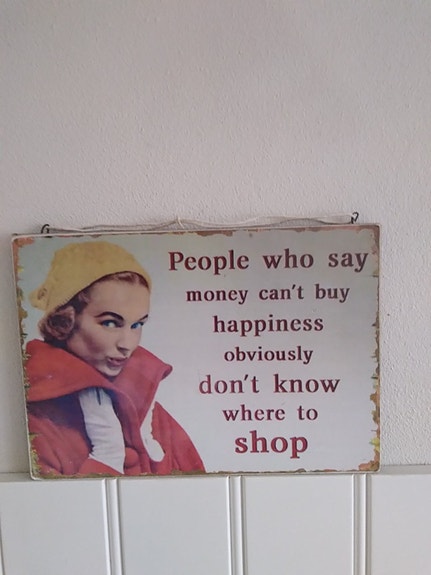 People who say
money can't buy
happiness
obviously
don't know
where to
shop